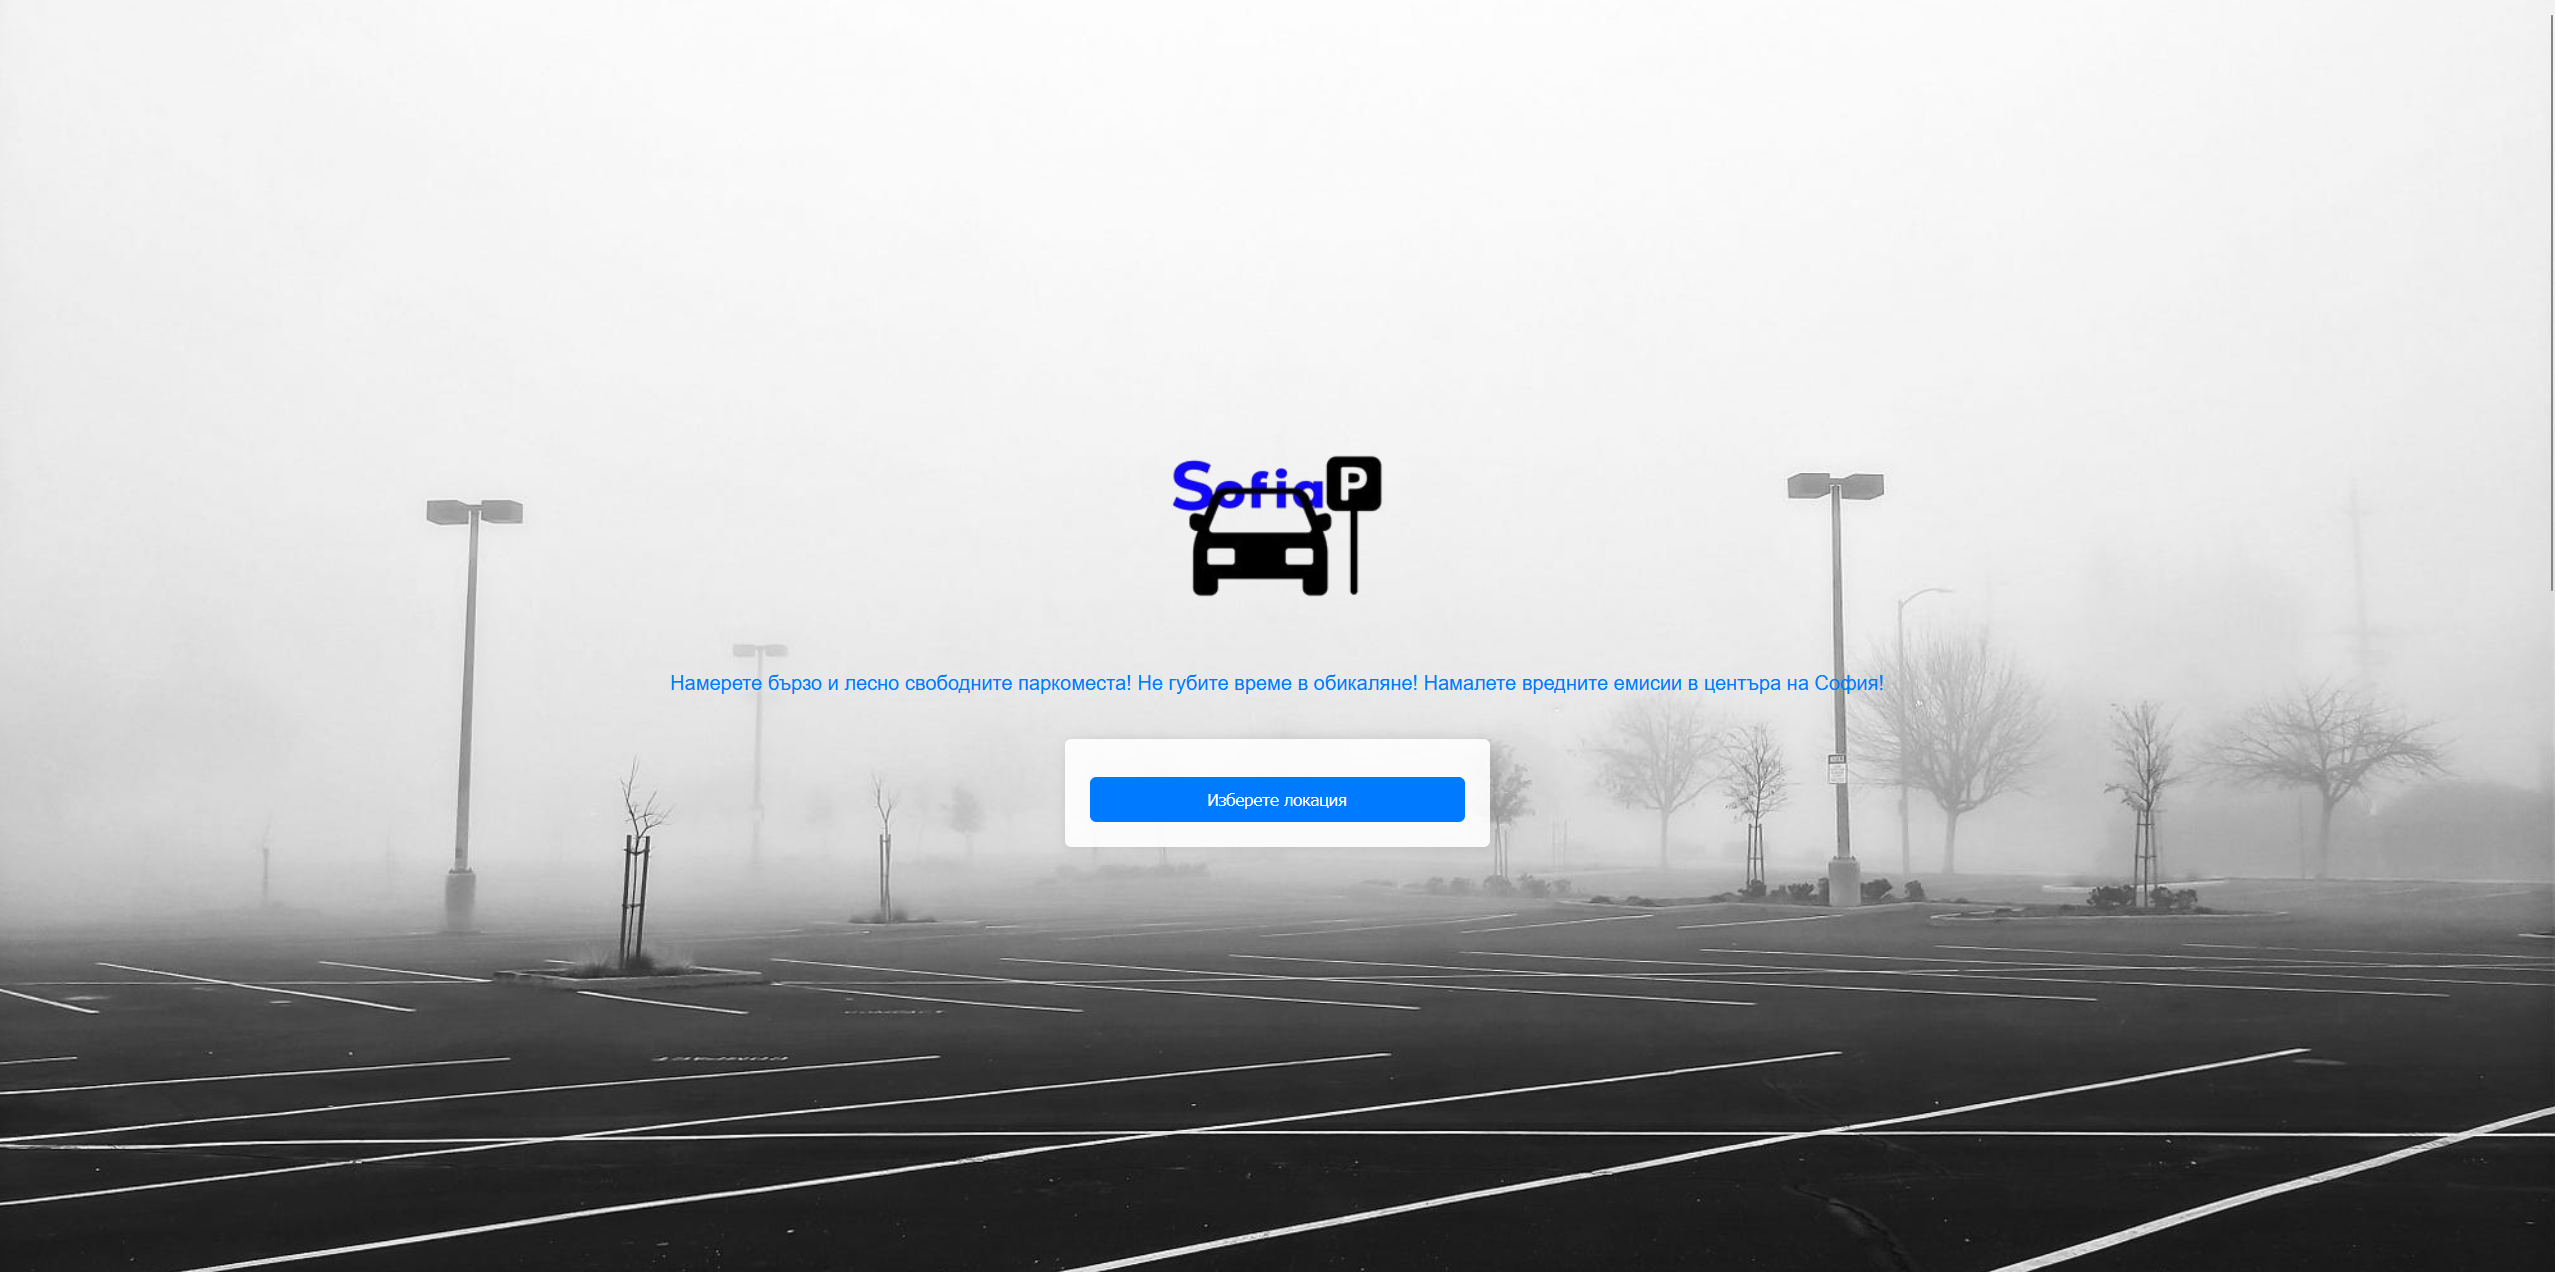 Sofia P
Намерете бързо и лесно свободните паркоместа! Не губите време в обикаляне! Намалете вредните емисии в центъра на София!
Изберете локация